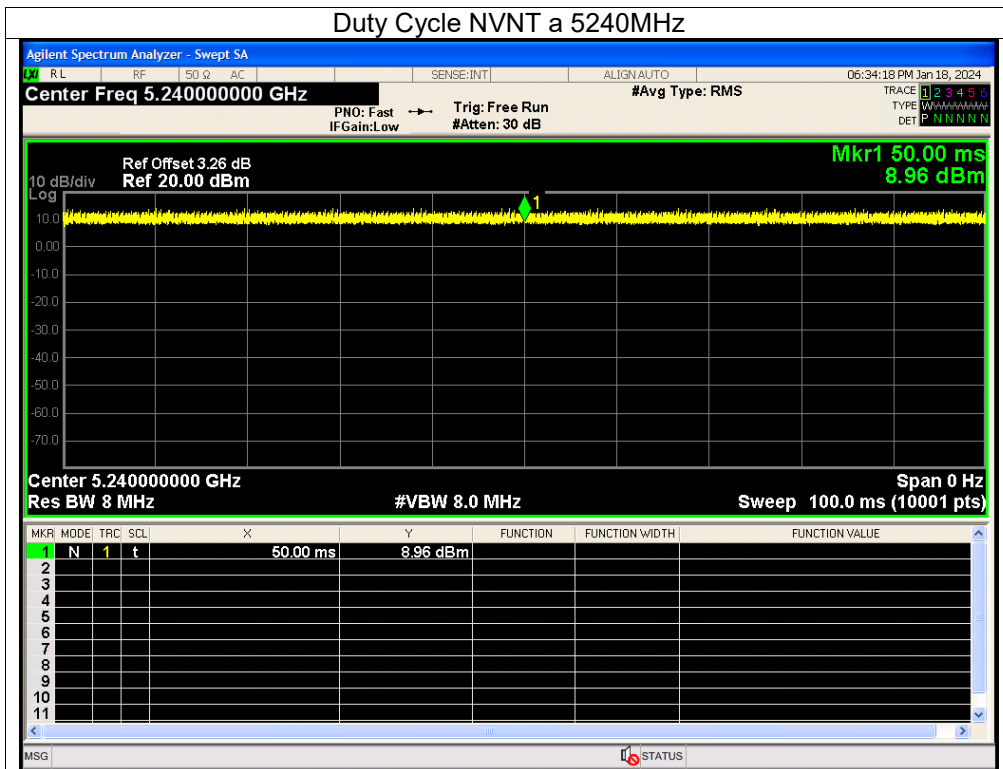 Duty Cycle NVNT a 5240MHz
Agilent Spectrum Analyzer - Swept SA
LXI RL RF 50 Ω AC SENSE:INT ALIGN AUTO 06:34:18 PM Jan 18, 2024
Center Freq 5.240000000 GHz #Avg Type: RMS TRACE 1 2 3 4 5 6
PNO: Fast Trig: Free Run TYPE WWWWWW
IFGain:Low #Atten: 30 dB DET P N N N N N
Mkr1 50.00 ms
8.96 dBm
Ref Offset 3.26 dB
10 dB/div Ref 20.00 dBm
Log
1
10.0
0.00
-10.0
-20.0
-30.0
-40.0
-50.0
-60.0
-70.0
Center 5.240000000 GHz Span 0 Hz
Res BW 8 MHz #VBW 8.0 MHz Sweep 100.0 ms (10001 pts)
MKR MODE TRC SCL X Y FUNCTION FUNCTION WIDTH FUNCTION VALUE
1 N 1 t 50.00 ms 8.96 dBm
2
3
4
5
6
7
8
9
10
11
MSG STATUS